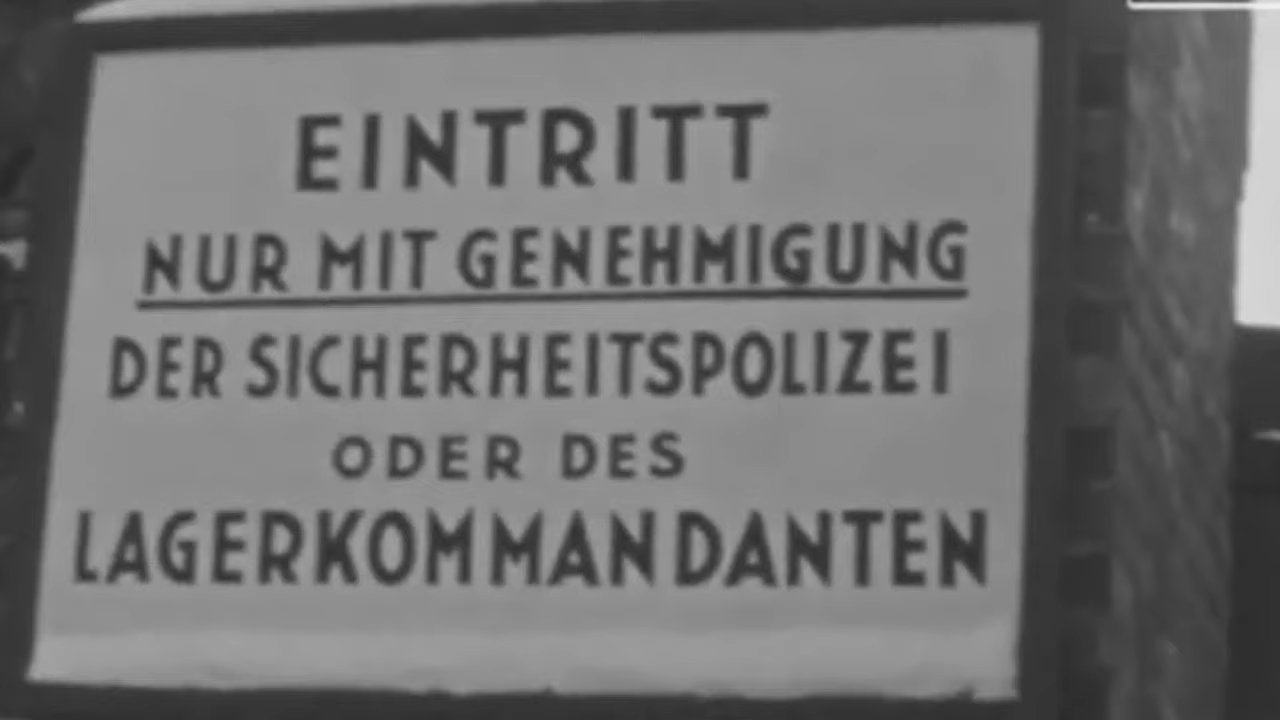 EINTRITT
NUR MIT GENEHMIGUNG
DER SICHERHEITSPOLIZEI
ODER DES
LAGERKOMMANDANTEN